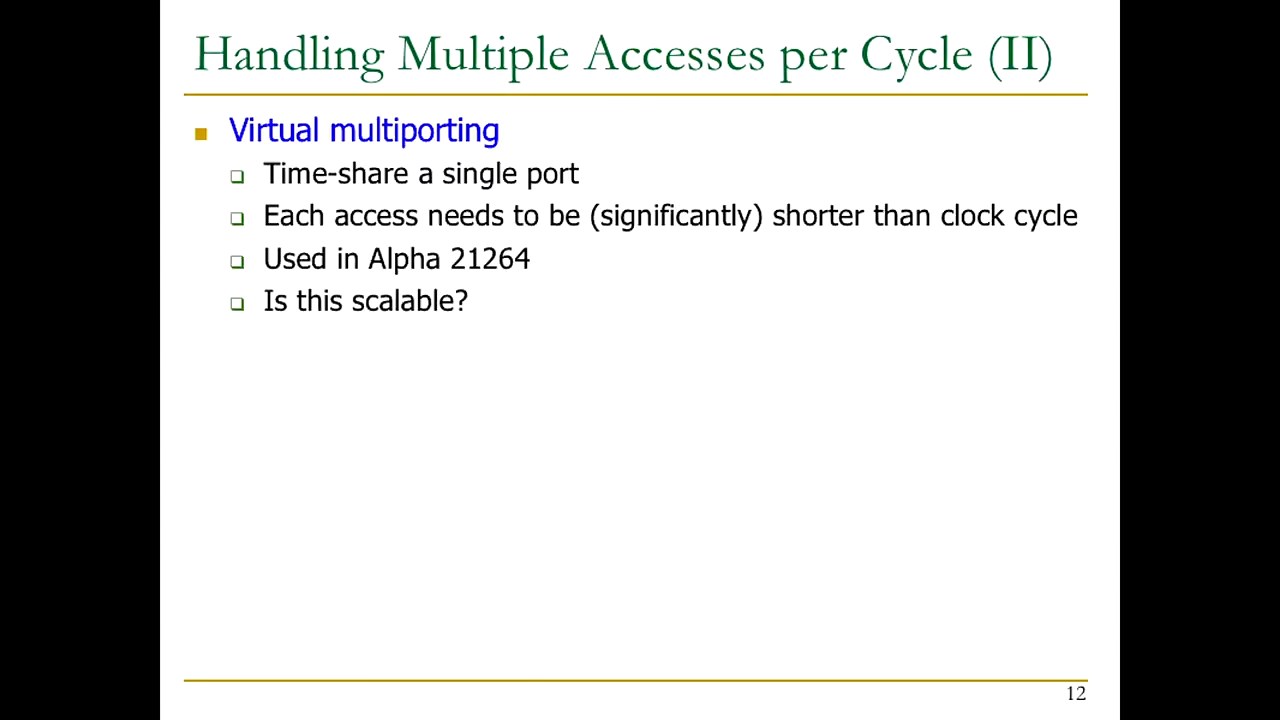 Handling Multiple Accesses per Cycle (II)
Virtual multiporting
Time-share a single port
Each access needs to be (significantly) shorter than clock cycle
Used in Alpha 21264
Is this scalable?
12